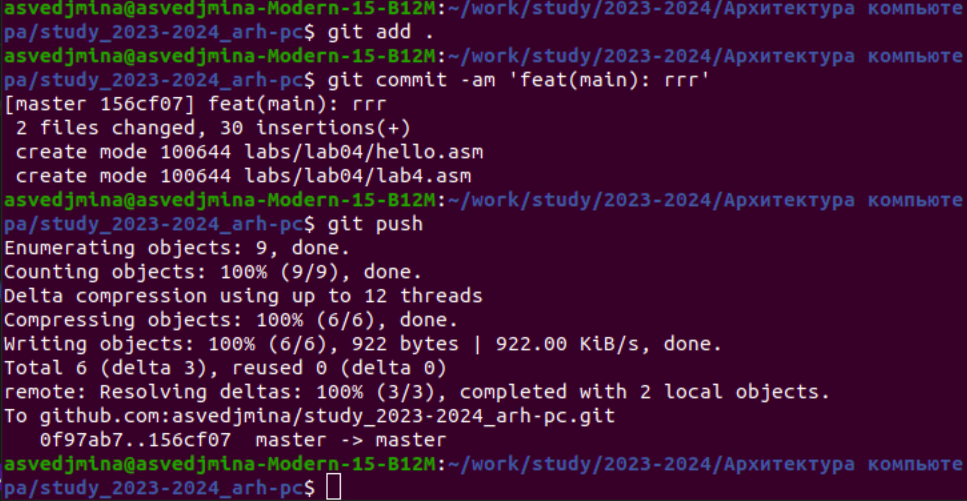 asvedjmina@asvedjmina-Modern-15-B12M:~/work/study/2023-2024/Архитектура компьюте
ра/study_2023-2024_arh-pc$ git add .
asvedjmina@asvedjmina-Modern-15-B12M:~/work/study/2023-2024/Архитектура компьюте
ра/study_2023-2024_arh-pc$ git commit -am 'feat(main): rrr'
[master 156cf07] feat(main): rrr
 2 files changed, 30 insertions(+)
 create mode 100644 labs/lab04/hello.asm
 create mode 100644 labs/lab04/lab4.asm
asvedjmina@asvedjmina-Modern-15-B12M:~/work/study/2023-2024/Архитектура компьюте
ра/study_2023-2024_arh-pc$ git push
Enumerating objects: 9, done.
Counting objects: 100% (9/9), done.
Delta compression using up to 12 threads
Compressing objects: 100% (6/6), done.
Writing objects: 100% (6/6), 922 bytes | 922.00 KiB/s, done.
Total 6 (delta 3), reused 0 (delta 0)
remote: Resolving deltas: 100% (3/3), completed with 2 local objects.
To github.com:asvedjmina/study_2023-2024_arh-pc.git
   0f97ab7..156cf07  master -> master
asvedjmina@asvedjmina-Modern-15-B12M:~/work/study/2023-2024/Архитектура компьюте
ра/study_2023-2024_arh-pc$